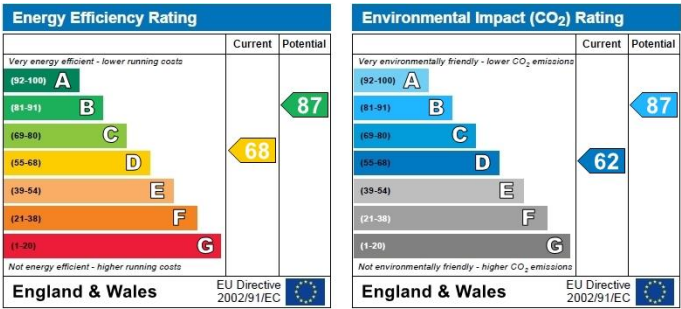 Energy Efficiency Rating
Current Potential
Very energy efficient - lower running costs
(92-100) A
(81-91) B
87
(69-80) C
(55-68) D
68
(39-54) E
(21-38) F
(1-20) G
Not energy efficient - higher running costs
England & Wales
EU Directive
2002/91/EC
Environmental Impact (CO₂) Rating
Current Potential
Very environmentally friendly - lower CO₂ emissions
(92-100) A
(81-91) B
87
(69-80) C
(55-68) D
62
(39-54) E
(21-38) F
(1-20) G
Not environmentally friendly - higher CO₂ emissions
England & Wales
EU Directive
2002/91/EC